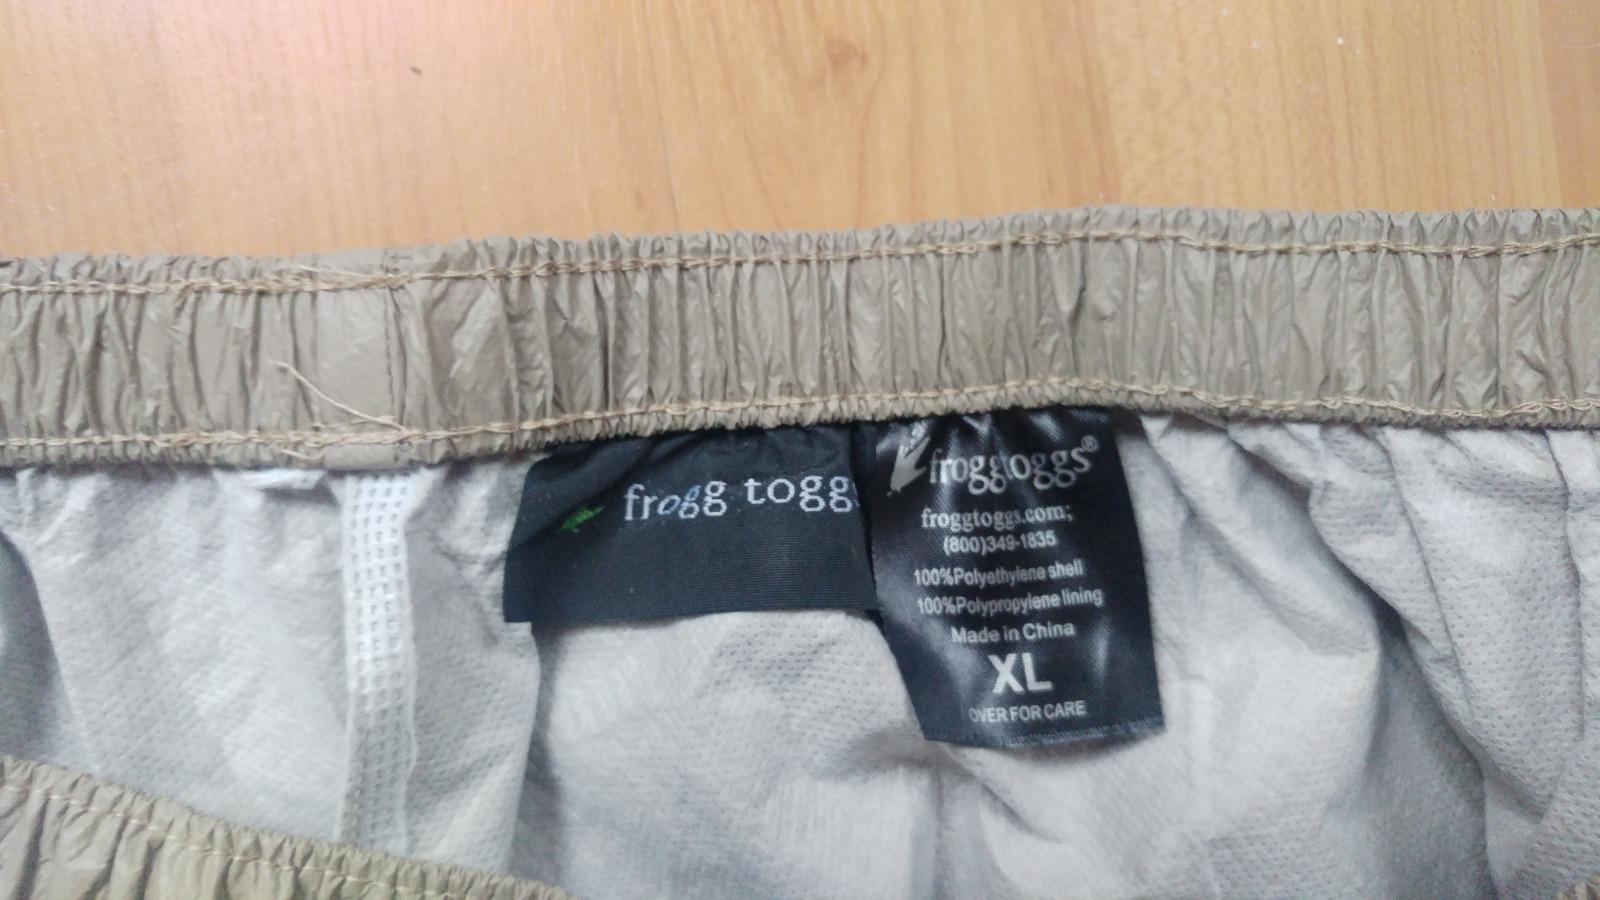 frogg togg
froggtoggs®
froggtoggs.com;
(800)349-1835
100%Polyethylene shell
100%Polypropylene lining
Made in China
XL
OVER FOR CARE